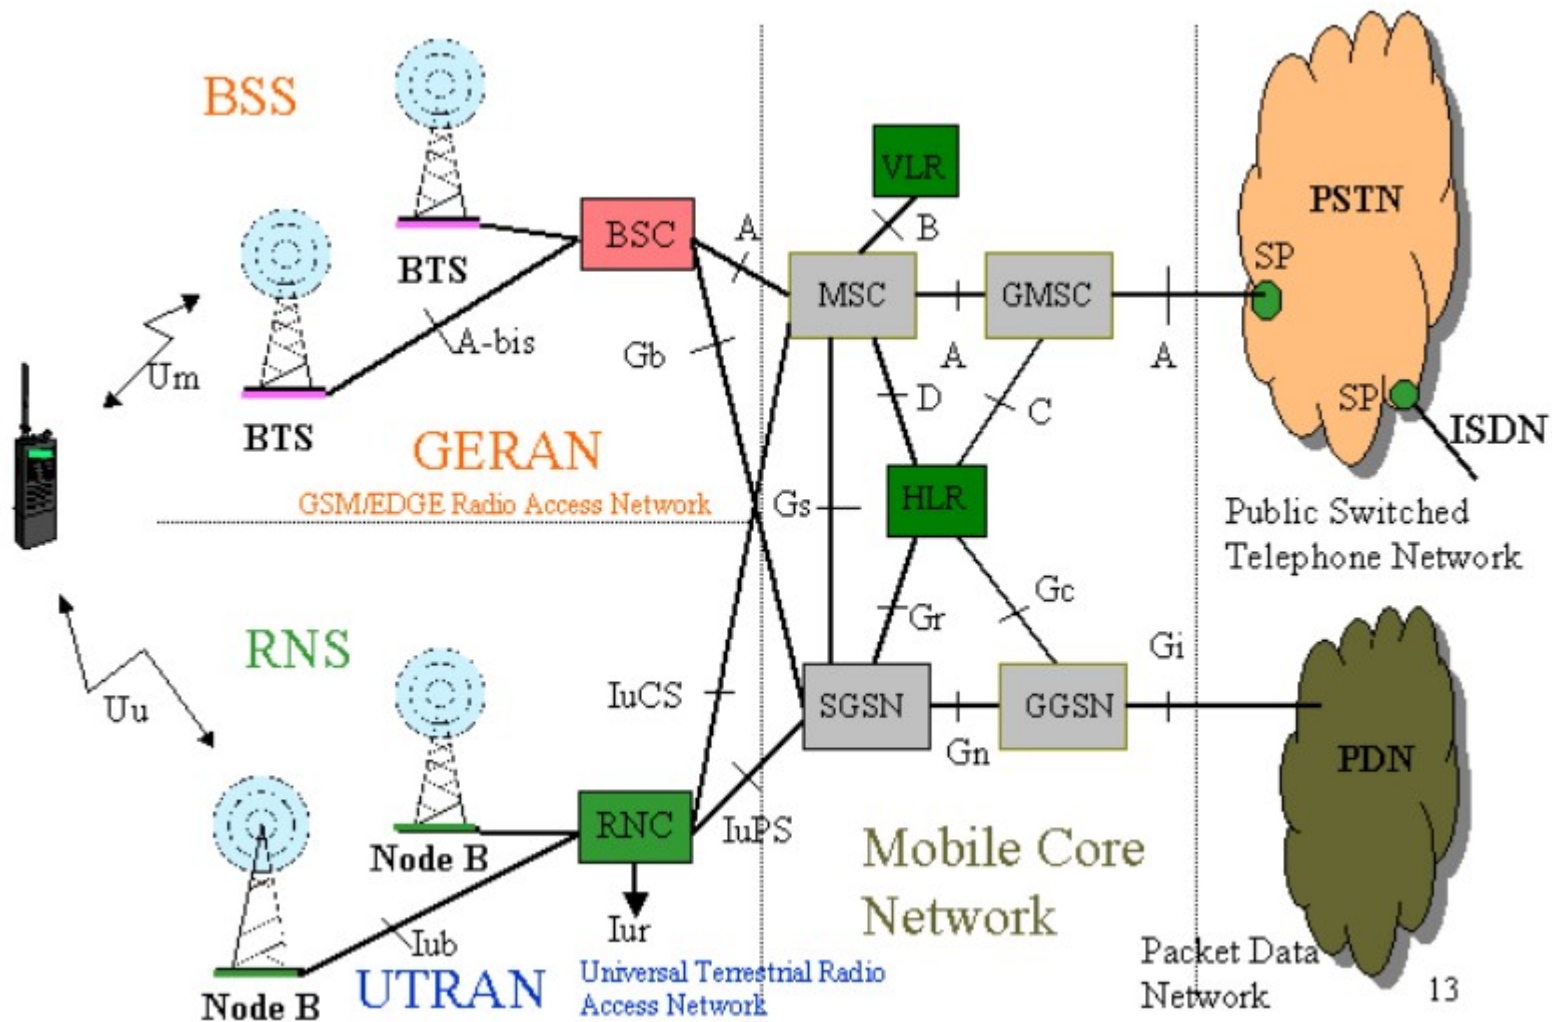 BSS
VLR
PSTN
BSC
A
B
BTS
SP
MSC
GMSC
A-bis
Gb
A
A
Um
D
C
SP
ISDN
BTS
GERAN
GSM/EDGE Radio Access Network
Gs
HLR
Public Switched
Telephone Network
Gc
Gr
RNS
Gi
IuCS
Uu
SGSN
GGSN
Gn
PDN
RNC
IuPS
Node B
Mobile Core
Network
Iub
Iur
Packet Data
Network
UTRAN
Universal Terrestrial Radio
Access Network
Node B
13